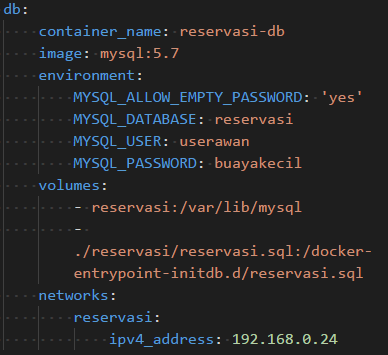 db:
container_name: reservasi-db
image: mysql:5.7
environment:
MYSQL_ALLOW_EMPTY_PASSWORD: 'yes'
MYSQL_DATABASE: reservasi
MYSQL_USER: userawan
MYSQL_PASSWORD: buayakecil
volumes:
- reservasi:/var/lib/mysql
-
./reservasi/reservasi.sql:/docker-
entrypoint-initdb.d/reservasi.sql
networks:
reservasi:
ipv4_address: 192.168.0.24